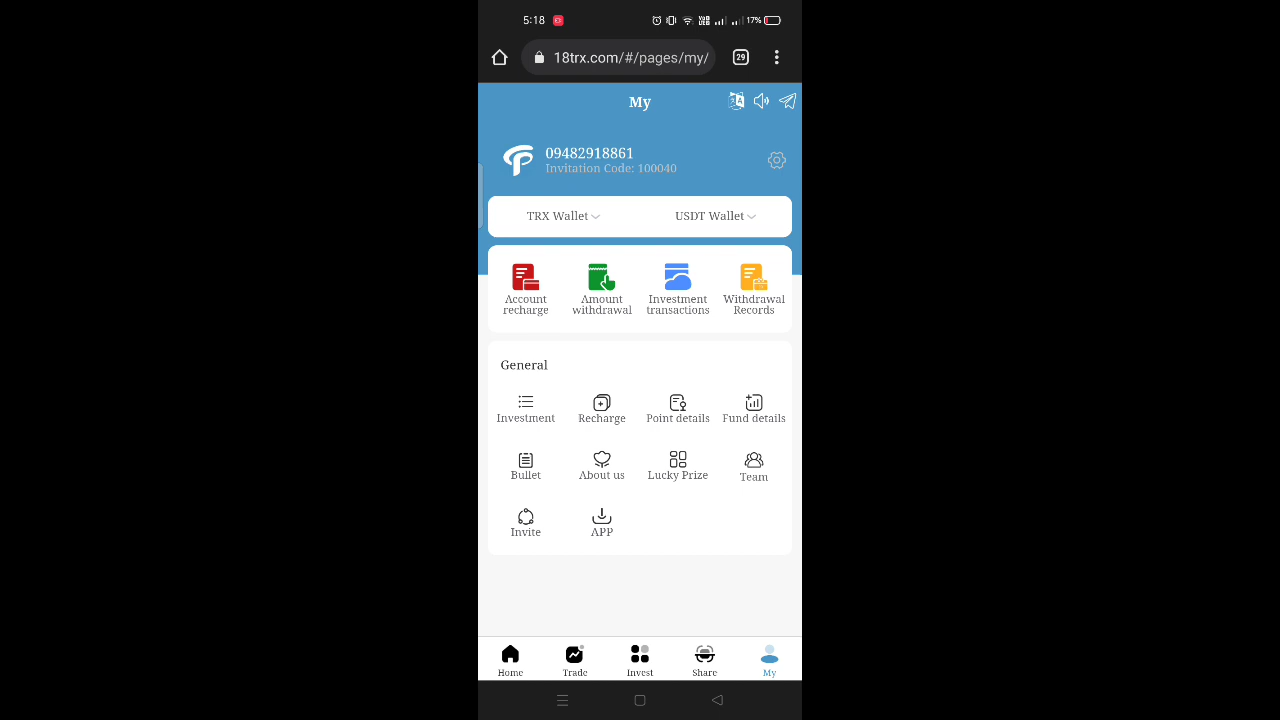 5:18
17%
18trx.com/#/pages/my/
29
My
09482918861
Invitation Code: 100040
TRX Wallet
USDT Wallet
Account recharge
Amount withdrawal
Investment transactions
Withdrawal Records
General
Investment
Recharge
Point details
Fund details
Bullet
About us
Lucky Prize
Team
Invite
APP
Home
Trade
Invest
Share
My